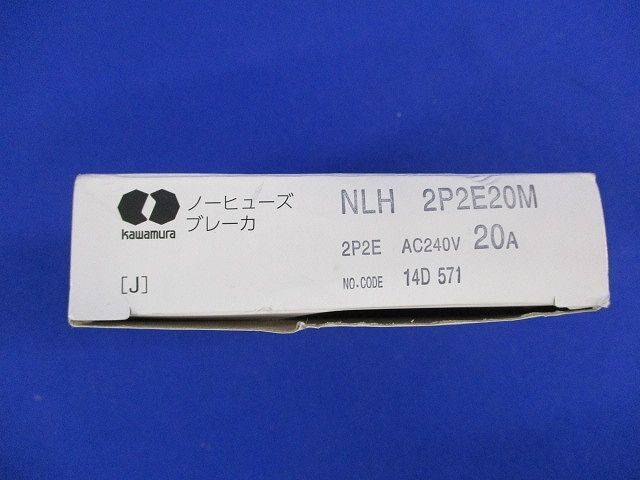 kawamura
ノーヒューズ
ブレーカ
[J]
NLH 2P2E20M
2P2E AC240V 20A
NO.CODE 14D 571